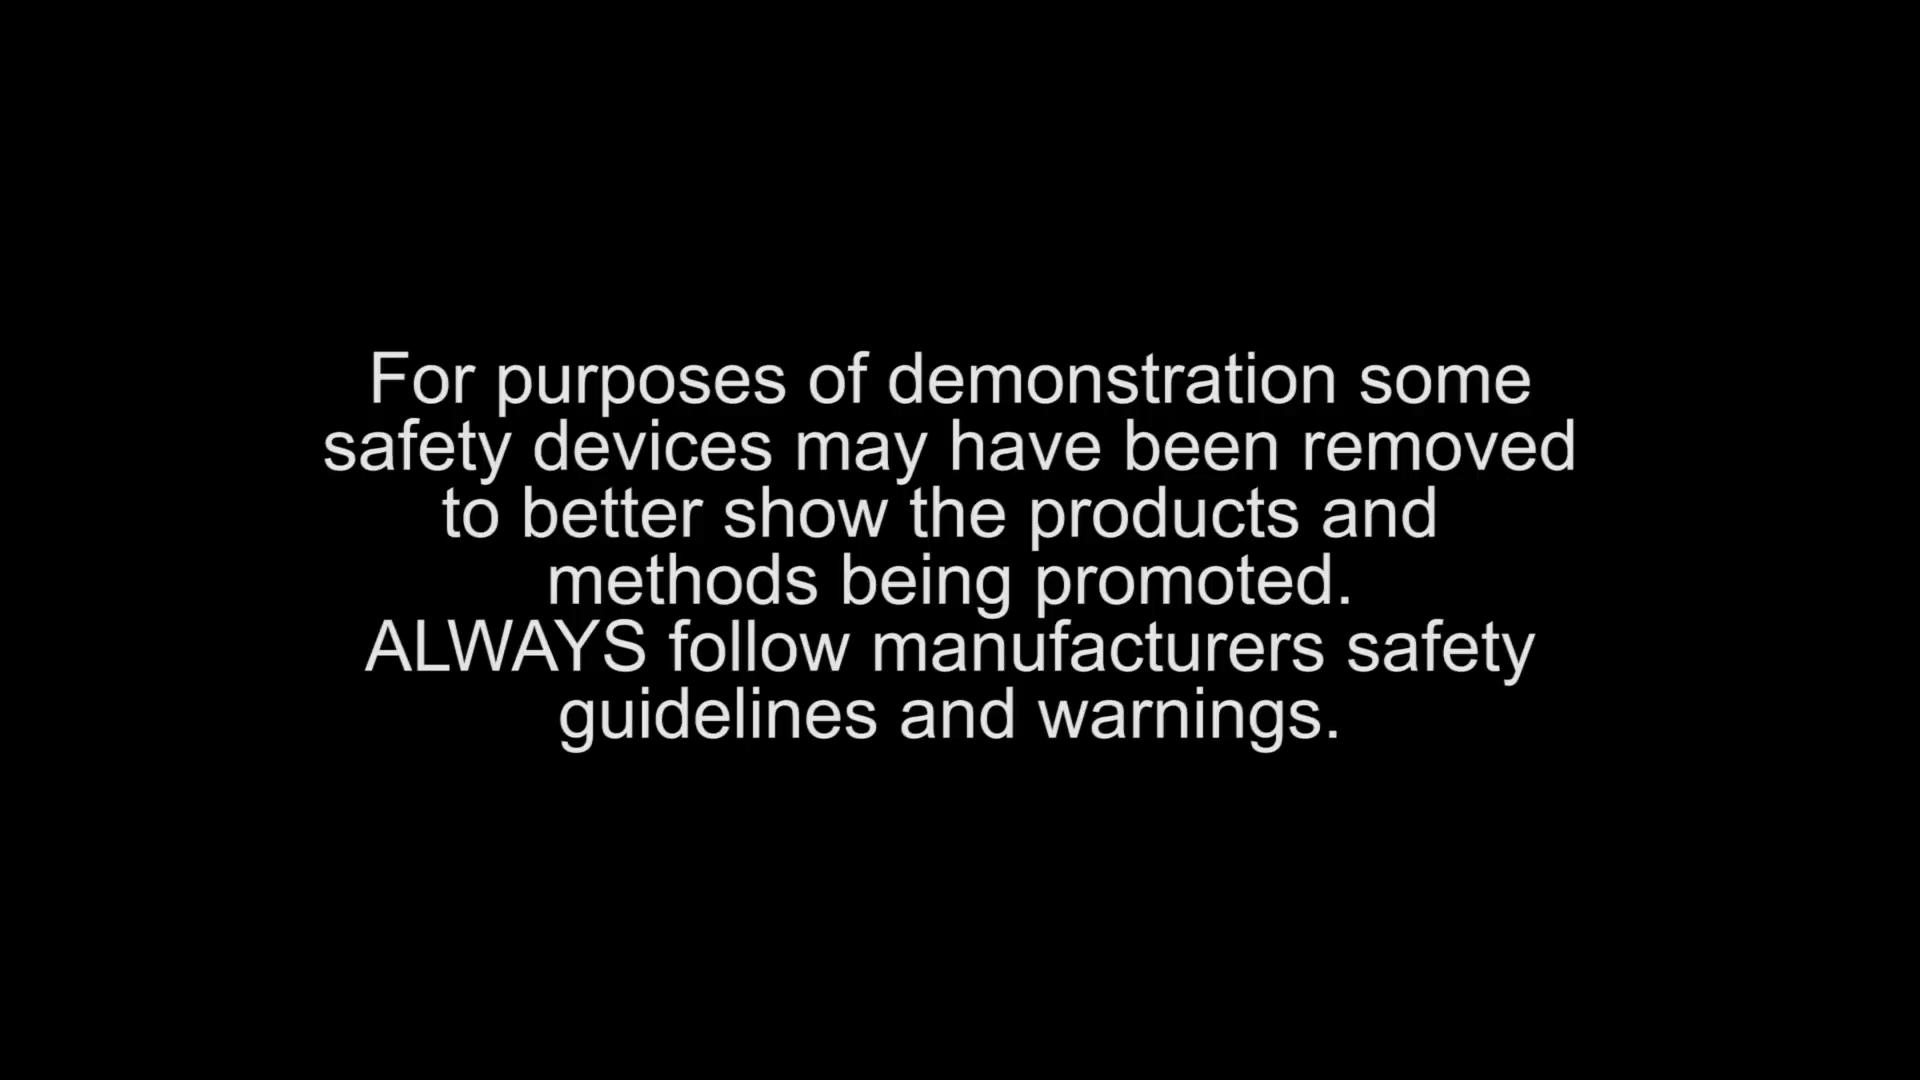 For purposes of demonstration some
safety devices may have been removed
to better show the products and
methods being promoted.
ALWAYS follow manufacturers safety
guidelines and warnings.